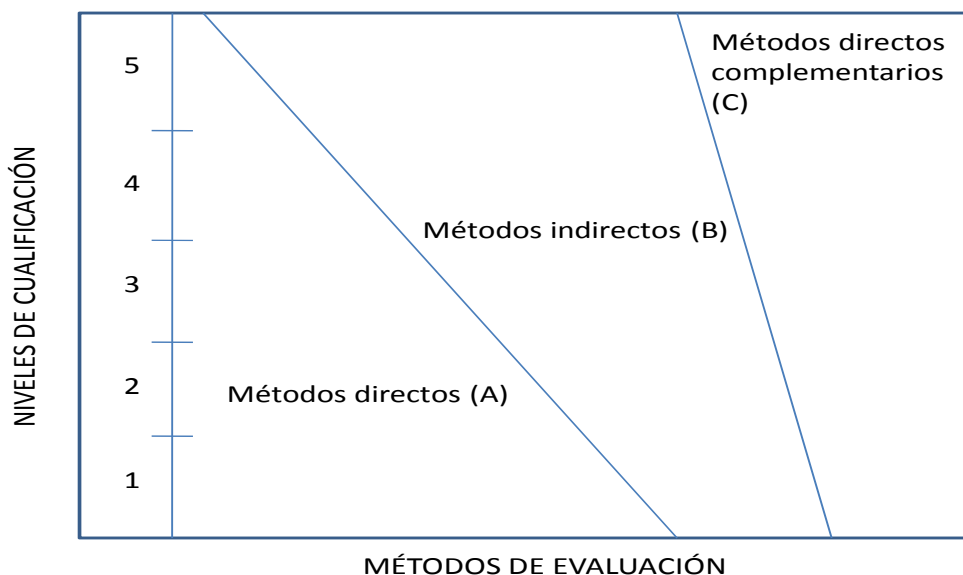 NIVELES DE CUALIFICACIÓN
5
4
3
2
1
Métodos directos
complementarios
(C)
Métodos indirectos (B)
Métodos directos (A)
MÉTODOS DE EVALUACIÓN